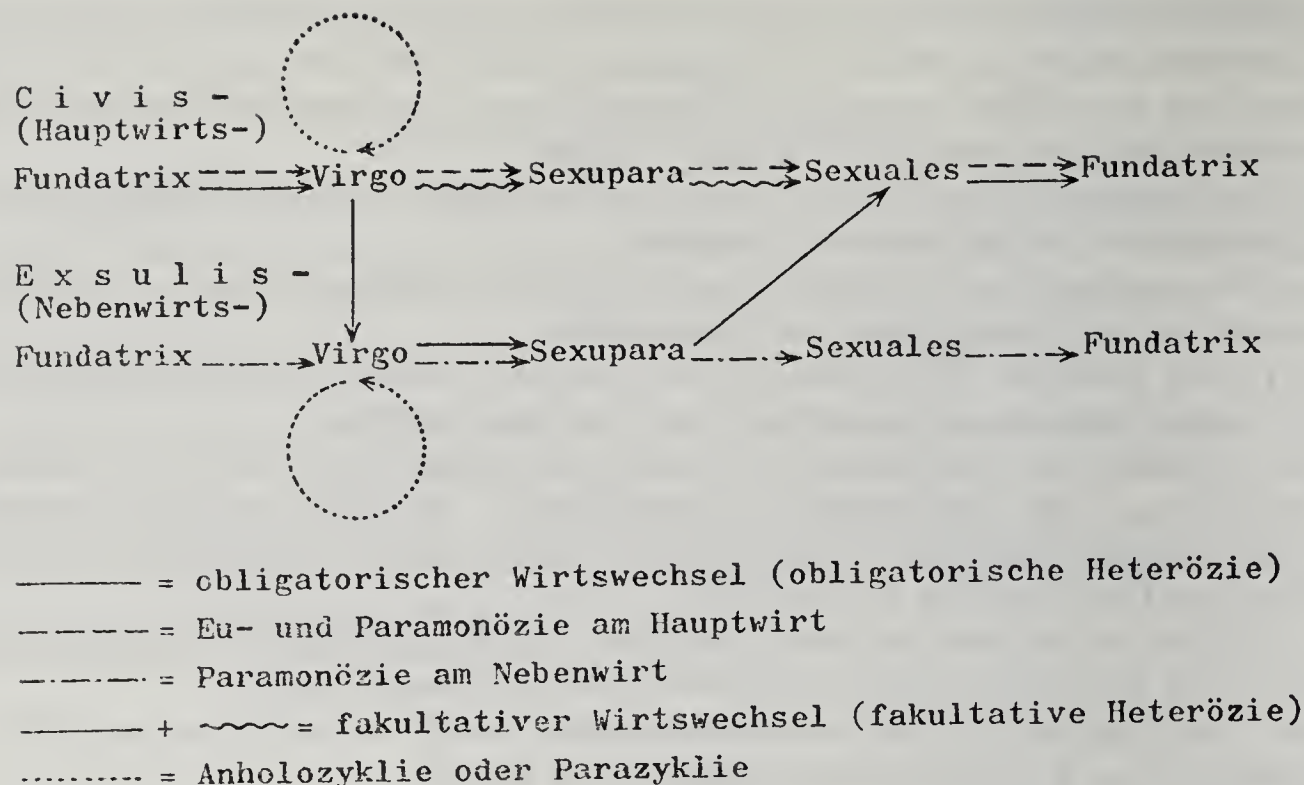 C i v i s -
(Hauptwirts-)
Fundatrix Virgo Sexupara Sexuales Fundatrix
E x s u l i s -
(Nebenwirts-)
Fundatrix Virgo Sexupara Sexuales Fundatrix
= obligatorischer Wirtswechsel (obligatorische Heterözie)
= Eu- und Paramonözie am Hauptwirt
= Paramonözie am Nebenwirt
+ = fakultativer Wirtswechsel (fakultative Heterözie)
= Anholozyklie oder Parazyklie